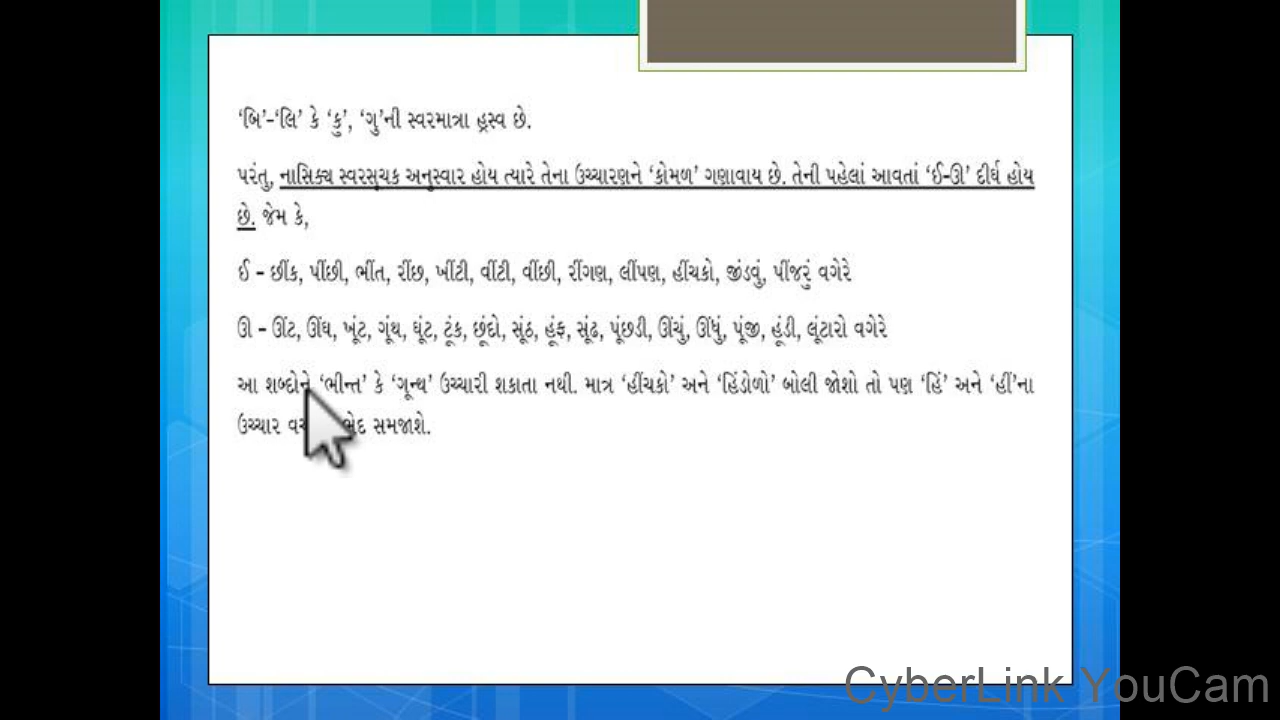 'બિ'-'લિ' કે 'કુ', 'ગુ'ની સ્વરમાત્રા હ્રસ્વ છે.
પરંતુ, નાસિક્ય સ્વરસૂચક અનુસ્વાર હોય ત્યારે તેના ઉચ્ચારણને 'કોમળ' ગણાવાય છે. તેની પહેલાં આવતાં 'ઈ-ઊ' દીર્ઘ હોય
છે. જેમ કે,
ઈ – છીંક, પીંછી, ભીંત, રીંછ, ખીંટી, વીંટી, વીંછી, રીંગણ, લીંપણ, હીંચકો, જીંડવું, પીંજરું વગેરે
ઊ – ઊંટ, ઊંઘ, ખૂંટ, ગૂંથ, ઘૂંટ, ટૂંક, છૂંદો, સૂંઠ, હૂંફ, સૂંઢ, પૂંછડી, ઊંચું, ઊંધું, પૂંજી, હૂંડી, લૂંટારો વગેરે
આ શબ્દોને 'ભીન્ત' કે 'ગૂન્થ' ઉચ્ચારી શકાતા નથી. માત્ર 'હીંચકો' અને 'હિંડોળો' બોલી જોશો તો પણ 'હિં' અને 'હીં'ના
ઉચ્ચાર ભેદ સમજાશે.
CyberLink YouCam